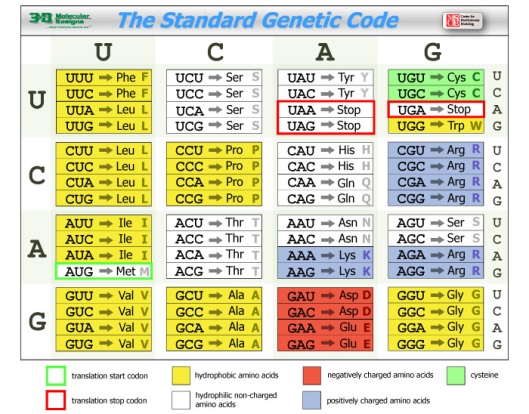 3D Molecular Designs The Standard Genetic Code Center for BioMolecular Modeling
U C A G
UUU → Phe F UCU → Ser S UAU → Tyr Y UGU → Cys C U
UUC → Phe F UCC → Ser S UAC → Tyr Y UGC → Cys C C
U
UUA → Leu L UCA → Ser S UAA → Stop UGA → Stop A
UUG → Leu L UCG → Ser S UAG → Stop UGG → Trp W G
CUU → Leu L CCU → Pro P CAU → His H CGU → Arg R U
CUC → Leu L CCC → Pro P CAC → His H CGC → Arg R C
C
CUA → Leu L CCA → Pro P CAA → Gln Q CGA → Arg R A
CUG → Leu L CCG → Pro P CAG → Gln Q CGG → Arg R G
AUU → Ile I ACU → Thr T AAU → Asn N AGU → Ser S U
AUC → Ile I ACC → Thr T AAC → Asn N AGC → Ser S C
A
AUA → Ile I ACA → Thr T AAA → Lys K AGA → Arg R A
AUG → Met M ACG → Thr T AAG → Lys K AGG → Arg R G
GUU → Val V GCU → Ala A GAU → Asp D GGU → Gly G U
GUC → Val V GCC → Ala A GAC → Asp D GGC → Gly G C
G
GUA → Val V GCA → Ala A GAA → Glu E GGA → Gly G A
GUG → Val V GCG → Ala A GAG → Glu E GGG → Gly G G
translation start codon hydrophobic amino acids negatively charged amino acids cysteine
translation stop codon hydrophilic non-charged amino acids positively charged amino acids